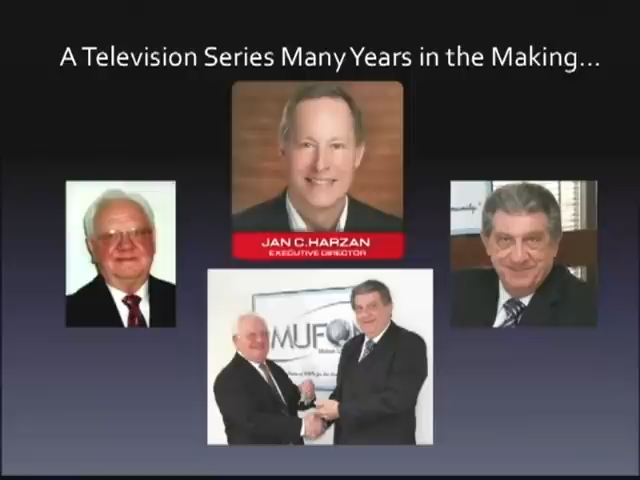 A Television Series Many Years in the Making...
JAN C. HARZAN
EXECUTIVE DIRECTOR
MUFON